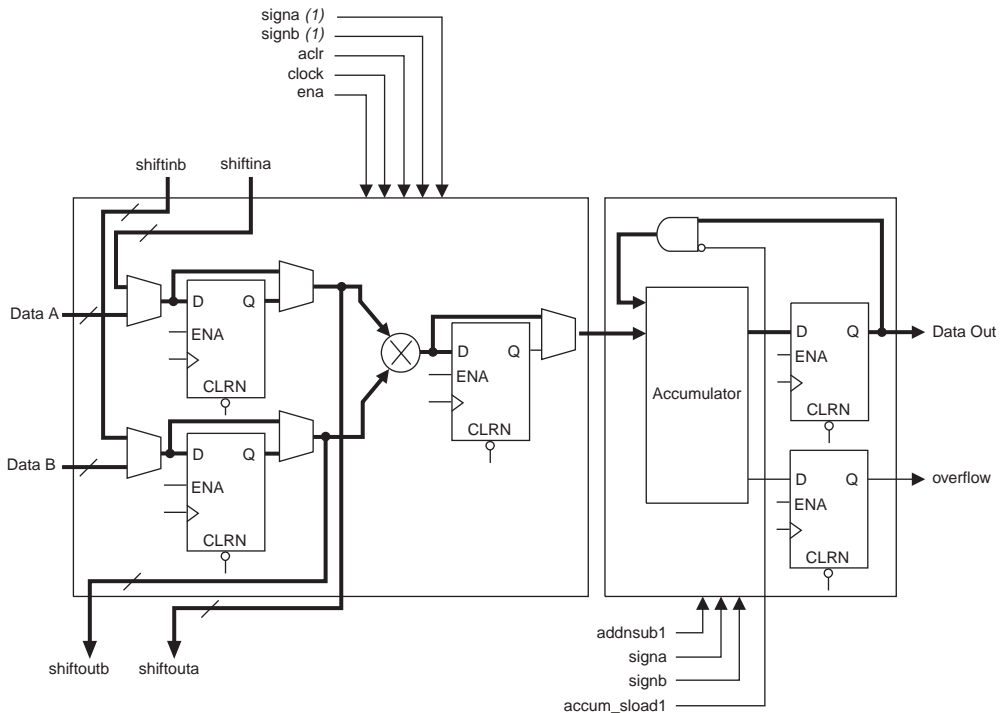 signa (1)
signb (1)
aclr
clock
ena
shiftinb
shiftina
Data A
D Q
ENA
CLRN
Data B
D Q
ENA
CLRN
D Q
ENA
CLRN
Accumulator
D Q
ENA
CLRN
Data Out
D Q
ENA
CLRN
overflow
shiftoutb
shiftouta
addnsub1
signa
signb
accum_sload1